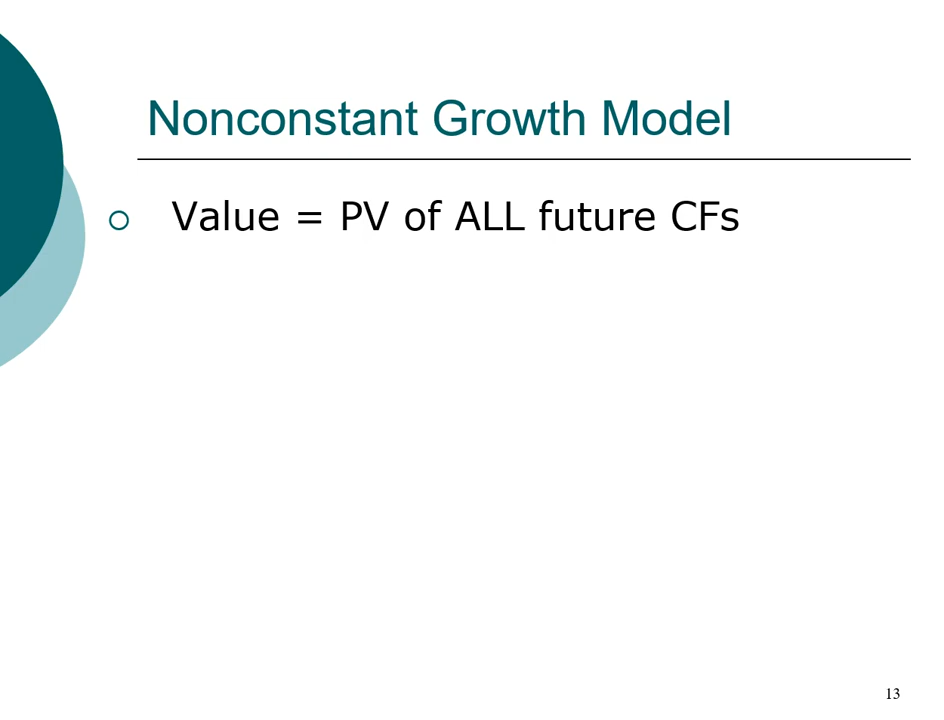 Nonconstant Growth Model
Value = PV of ALL future CFs
13